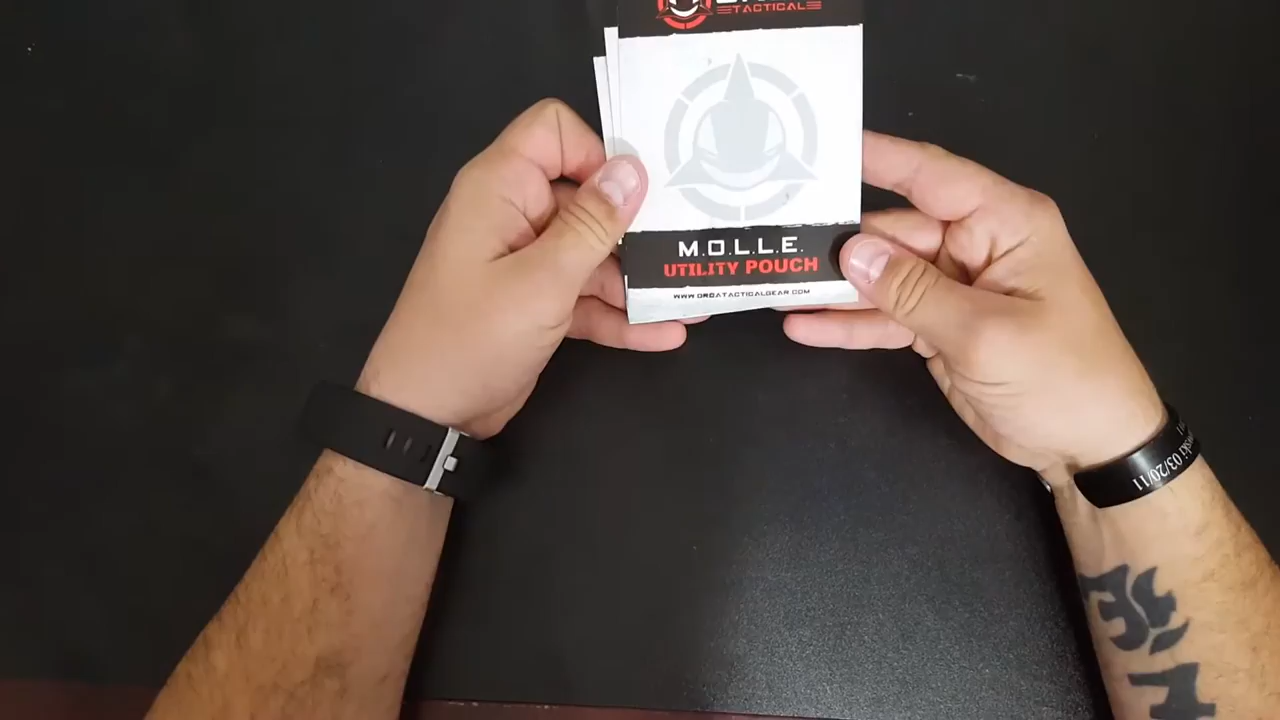 TACTICAL
M.O.L.L.E.
UTILITY POUCH
WWW.ORCATACTICALGEAR.COM
03/20/11